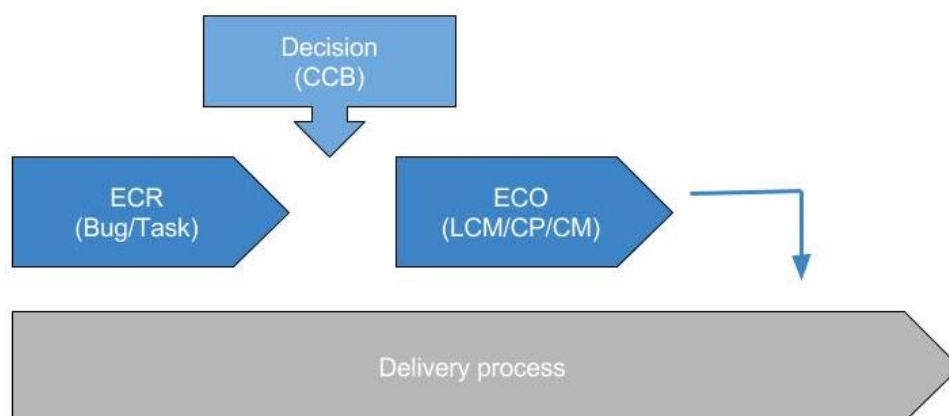 Decision
(CCB)
ECR
(Bug/Task)
ECO
(LCM/CP/CM)
Delivery process